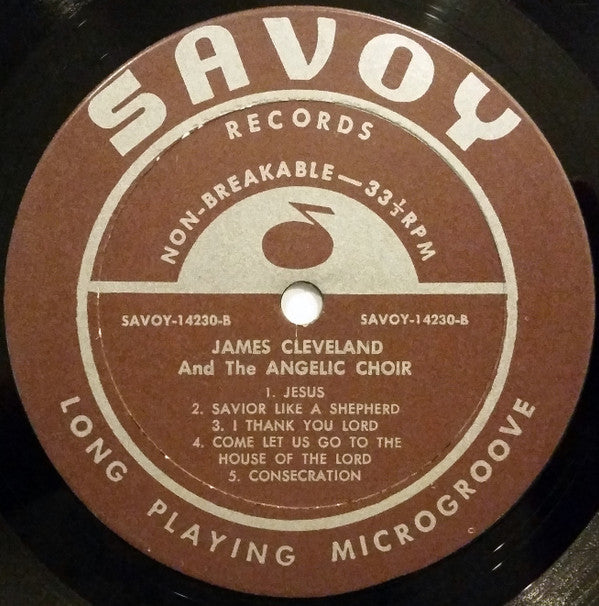 SAVOY
RECORDS
NON-BREAKABLE—33⅓RPM
SAVOY-14230-B SAVOY-14230-B
JAMES CLEVELAND
And The ANGELIC CHOIR
1. JESUS
2. SAVIOR LIKE A SHEPHERD
3. I THANK YOU LORD
4. COME LET US GO TO THE
HOUSE OF THE LORD
5. CONSECRATION
LONG PLAYING MICROGROOVE